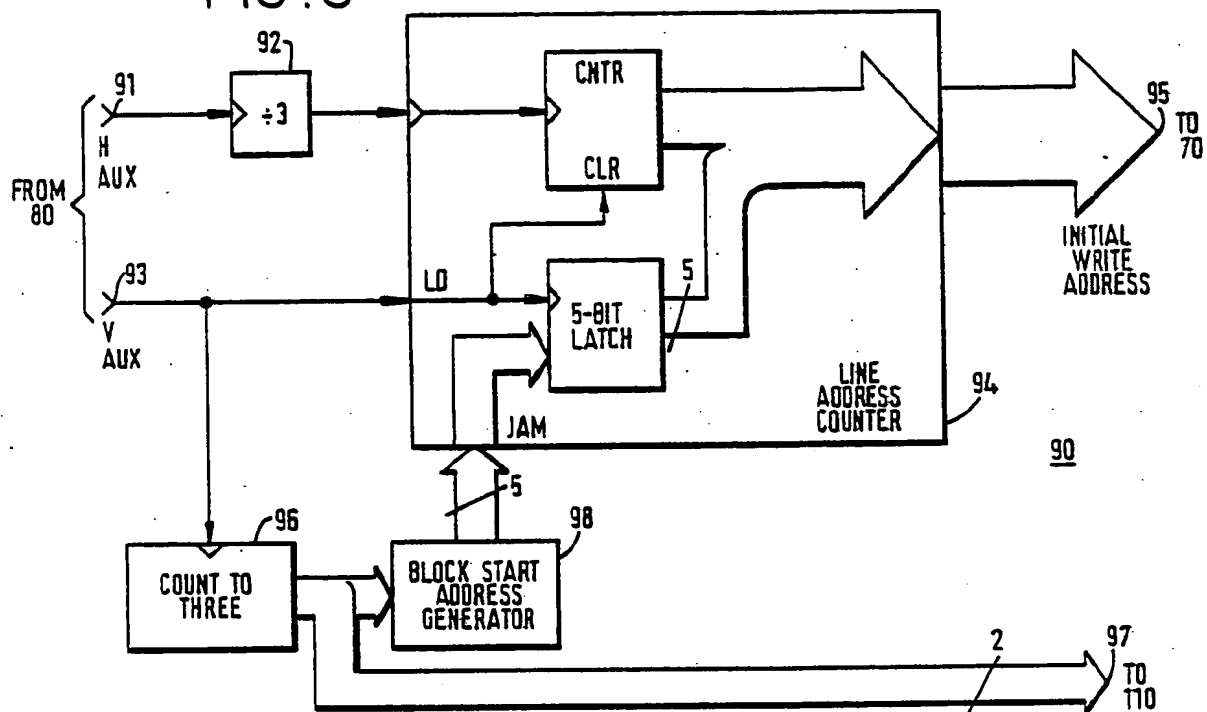 92
91
÷3
H
AUX
FROM
80
93
V
AUX
CNTR
CLR
LD
5-BIT
LATCH
5
JAM
LINE
ADDRESS
COUNTER
94
95
TO
70
INITIAL
WRITE
ADDRESS
90
5
96
COUNT TO
THREE
98
BLOCK START
ADDRESS
GENERATOR
2
97
TO
110